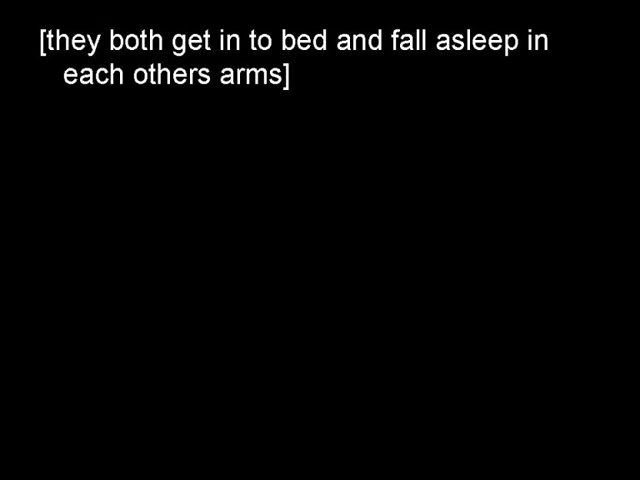 [they both get in to bed and fall asleep in
each others arms]